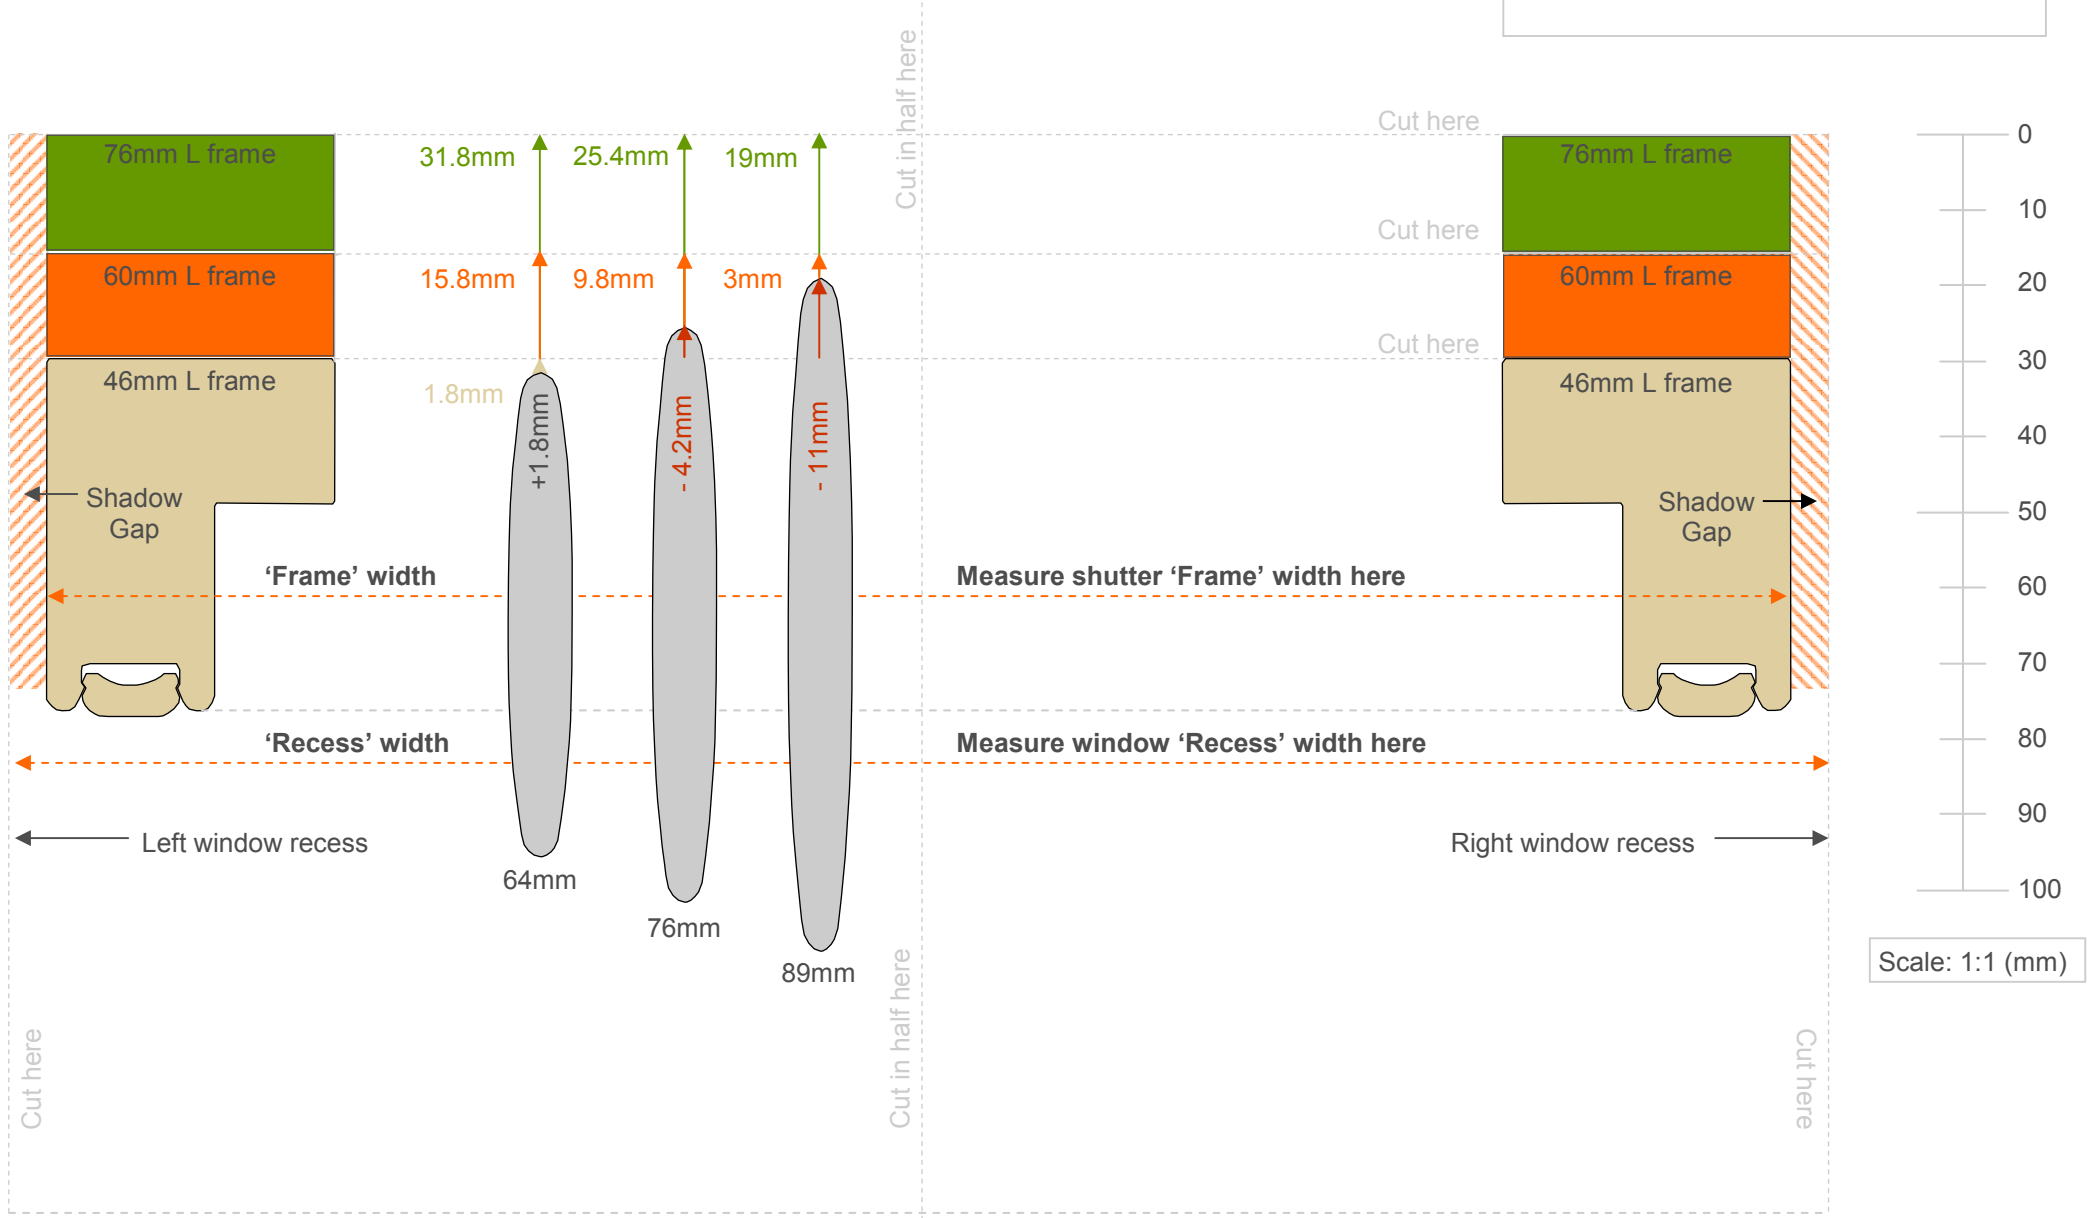 Cut in half here
Cut here
0
76mm L frame
31.8mm
25.4mm
19mm
76mm L frame
10
Cut here
60mm L frame
15.8mm
9.8mm
3mm
60mm L frame
20
Cut here
30
46mm L frame
1.8mm
+1.8mm
- 4.2mm
- 11mm
46mm L frame
40
Shadow
Gap
Shadow
Gap
50
‘Frame’ width
Measure shutter ‘Frame’ width here
60
70
‘Recess’ width
Measure window ‘Recess’ width here
80
Left window recess
Right window recess
90
64mm
100
76mm
89mm
Scale: 1:1 (mm)
Cut here
Cut in half here
Cut here